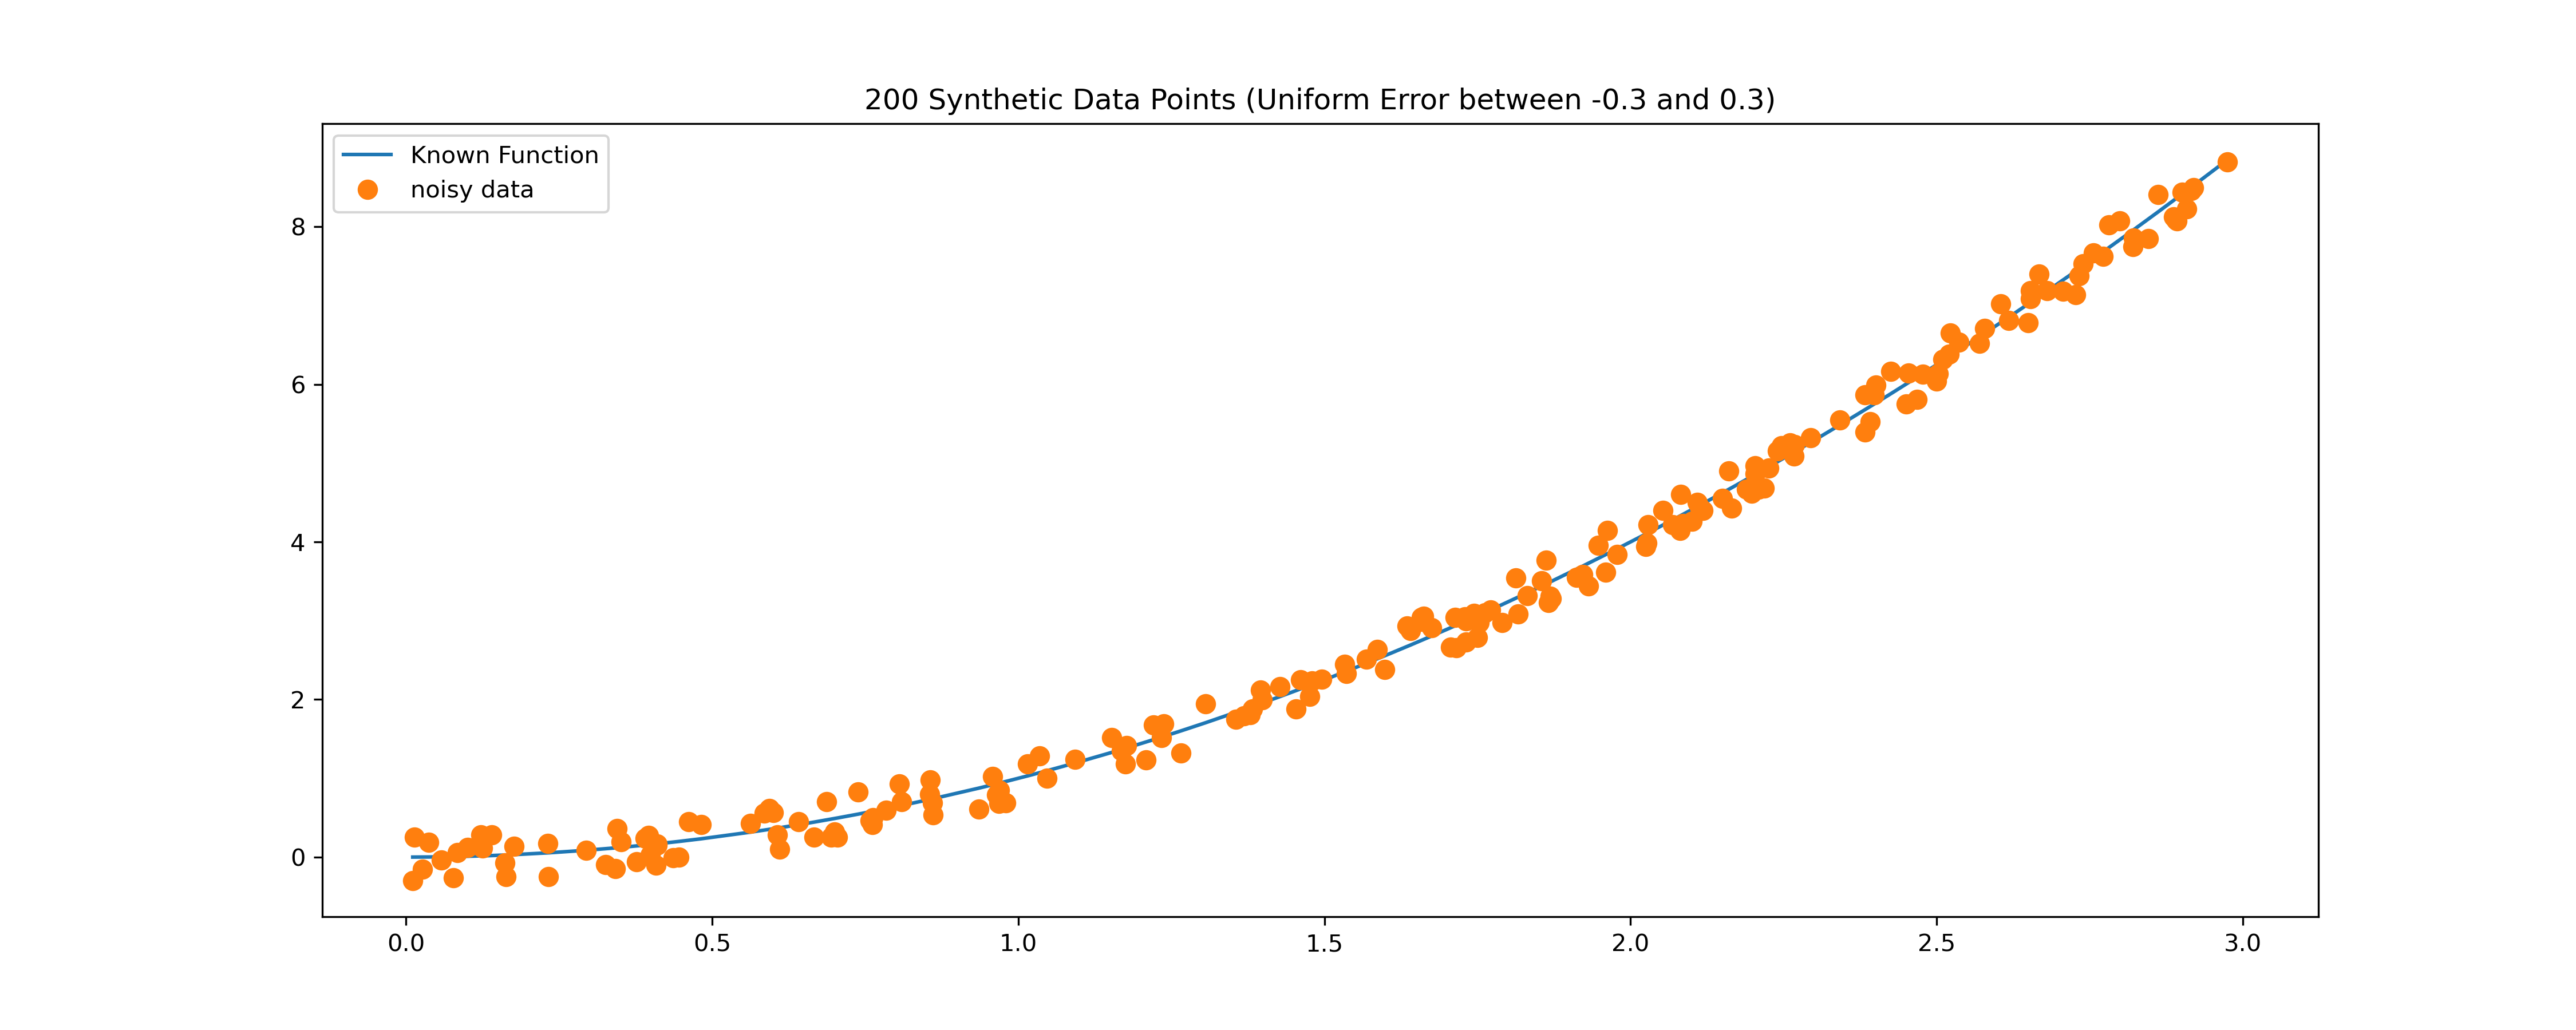 200 Synthetic Data Points (Uniform Error between -0.3 and 0.3)
Known Function
noisy data
8
6
4
2
0
0.0 0.5 1.0 1.5 2.0 2.5 3.0